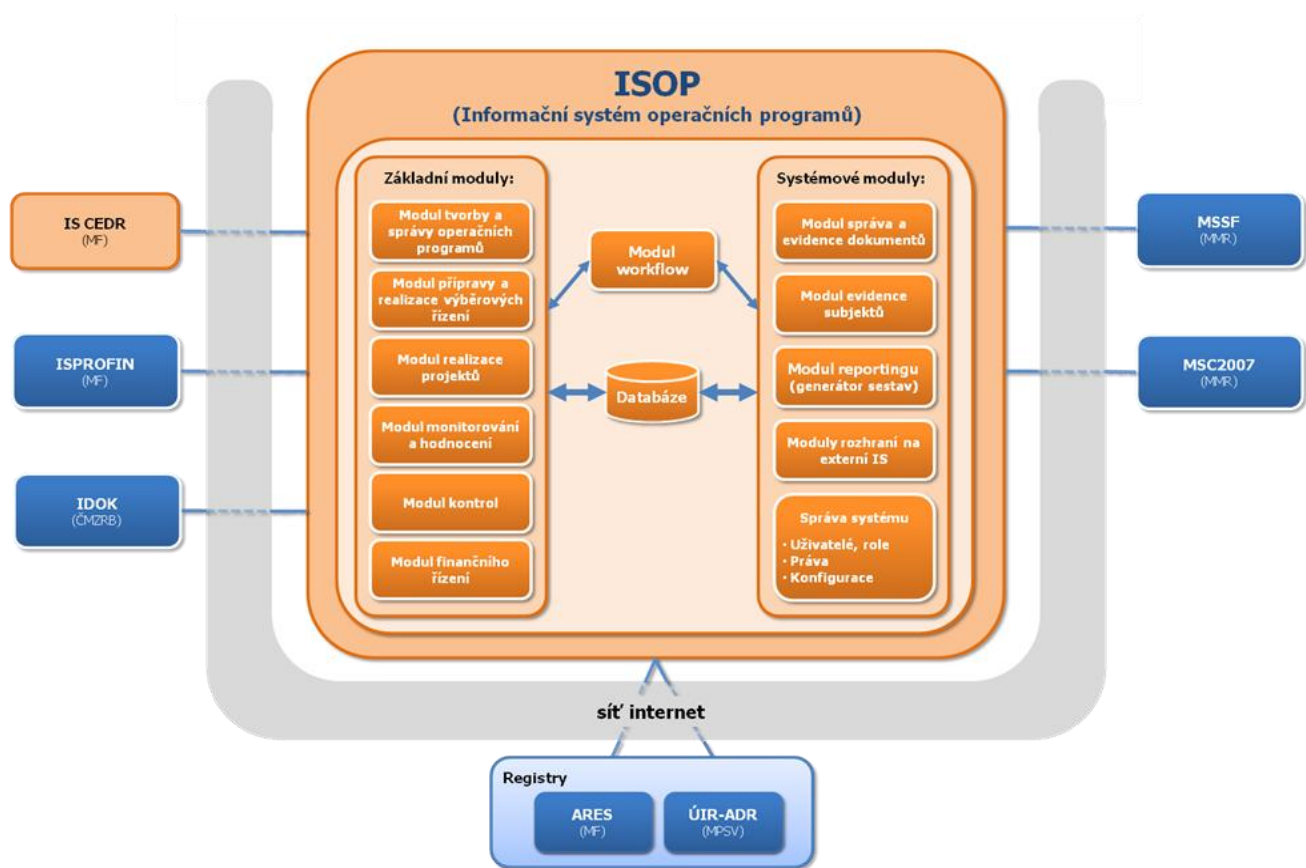 ISOP
(Informační systém operačních programů)
Základní moduly:
Modul tvorby a
správy operačních
programů
Modul přípravy a
realizace výběrových
řízení
Modul realizace
projektů
Modul monitorování
a hodnocení
Modul kontrol
Modul finančního
řízení
Modul
workflow
Databáze
Systémové moduly:
Modul správa a
evidence dokumentů
Modul evidence
subjektů
Modul reportingu
(generátor sestav)
Moduly rozhraní na
externí IS
Správa systému
• Uživatelé, role
• Práva
• Konfigurace
IS CEDR
(MF)
ISPROFIN
(MF)
IDOK
(ČMZRB)
MSSF
(MMR)
MSC2007
(MMR)
síť internet
Registry
ARES
(MF)
ÚIR-ADR
(MPSV)